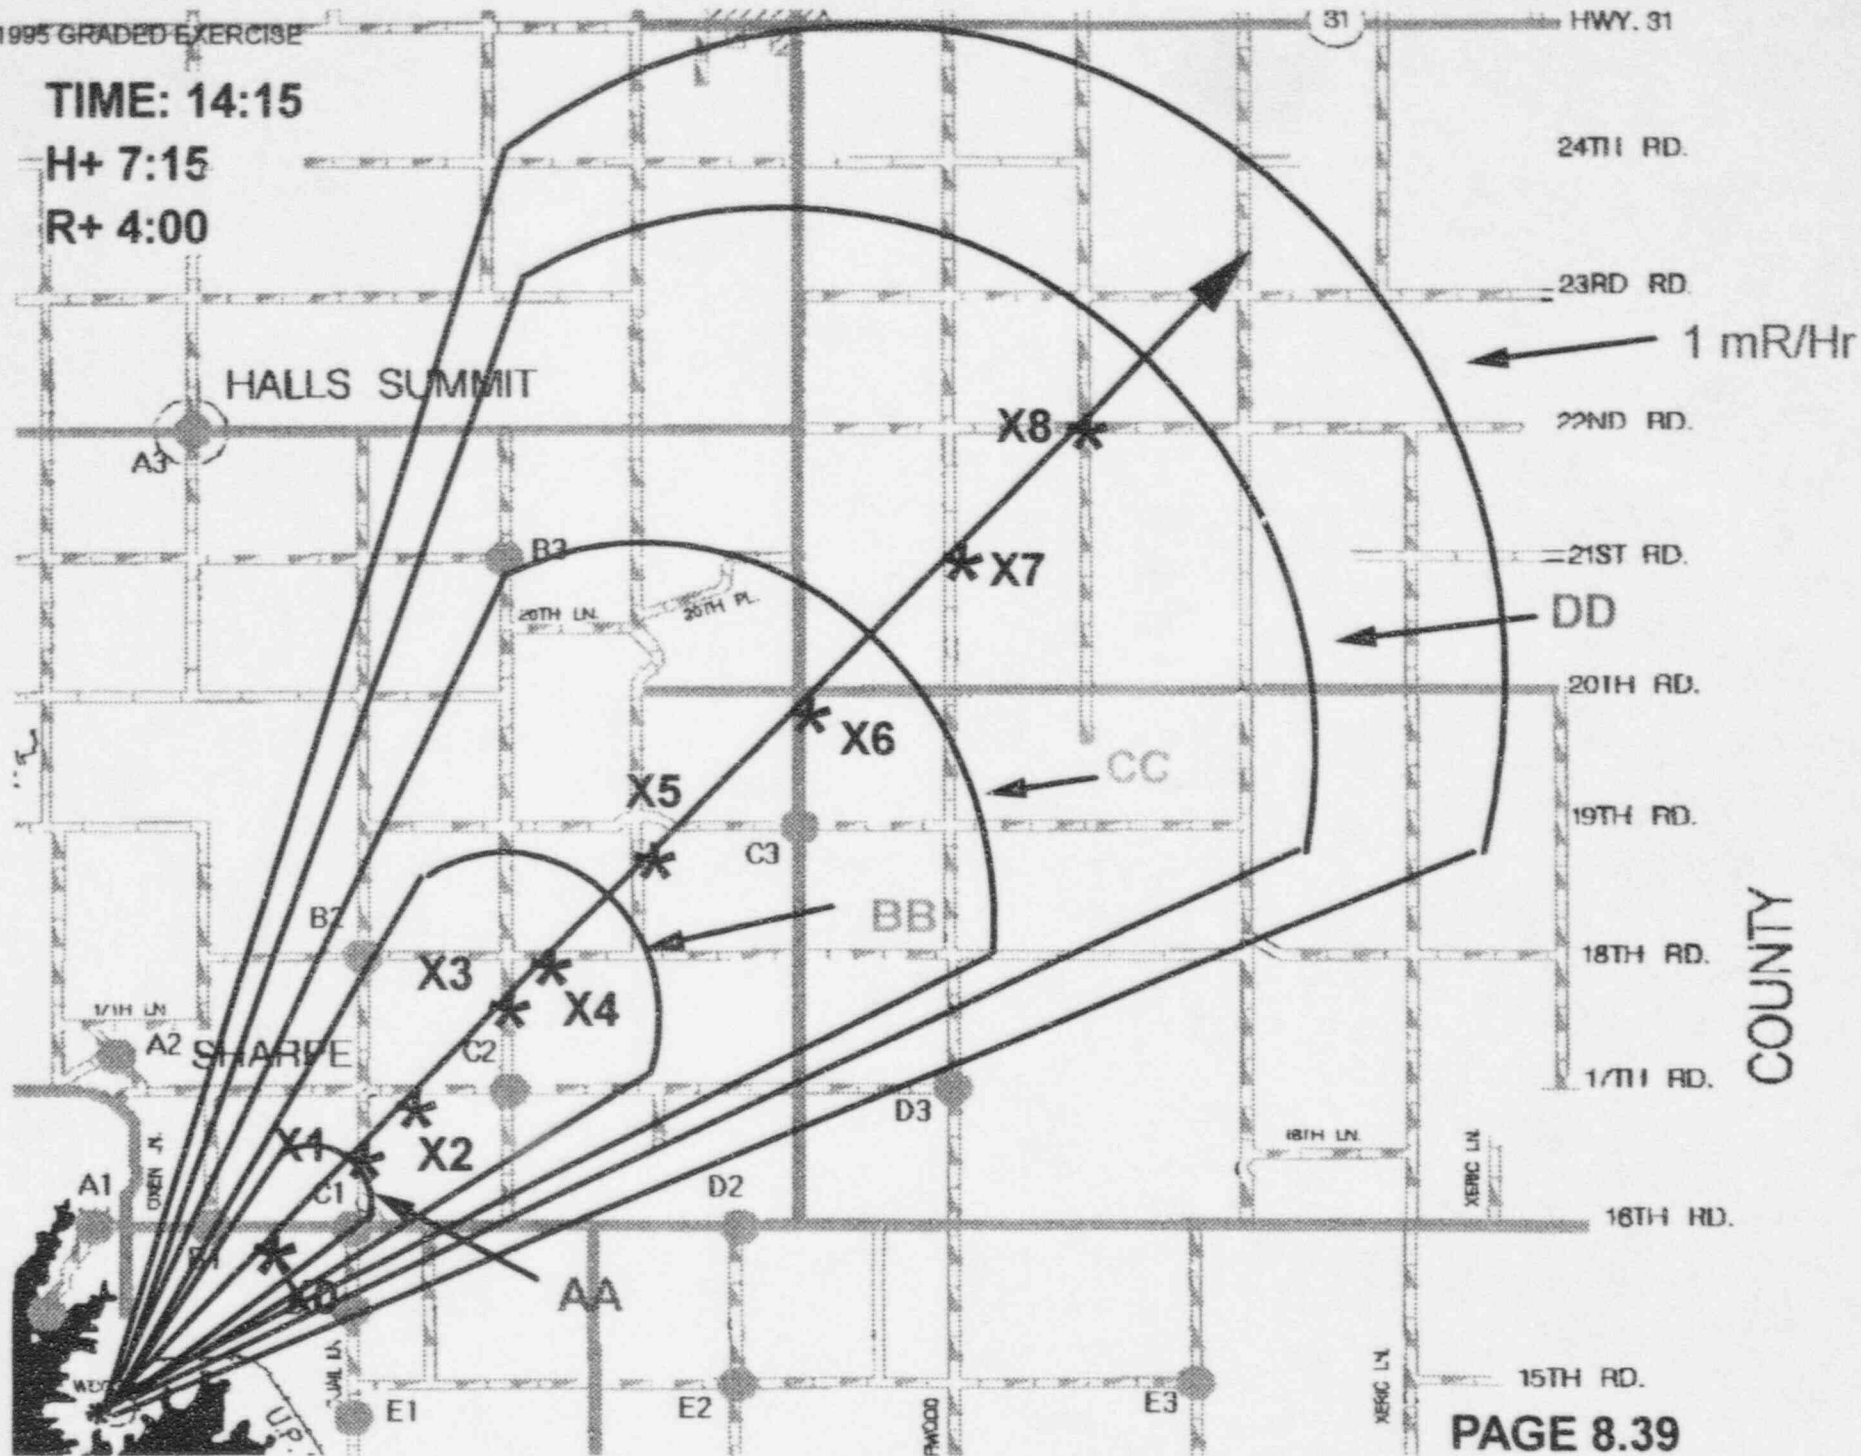 1995 GRADED EXERCISE
31
HWY. 31
TIME: 14:15
H+ 7:15
R+ 4:00
24TH RD.
23RD RD.
1 mR/Hr
HALLS SUMMIT
X8
22ND RD.
A3
B3
X7
21ST RD.
20TH LN.
20TH PL.
DD
20TH RD.
X6
CC
X5
19TH RD.
C3
B2
BB
COUNTY
18TH RD.
X3
X4
17TH LN
A2
SHARPE
C2
17TH RD.
D3
X1
X2
18TH LN.
XERIC LN.
A1
C1
D2
16TH RD.
B1
X0
AA
E1
E2
E3
XERIC LN.
15TH RD.
U.P.
PAGE 8.39